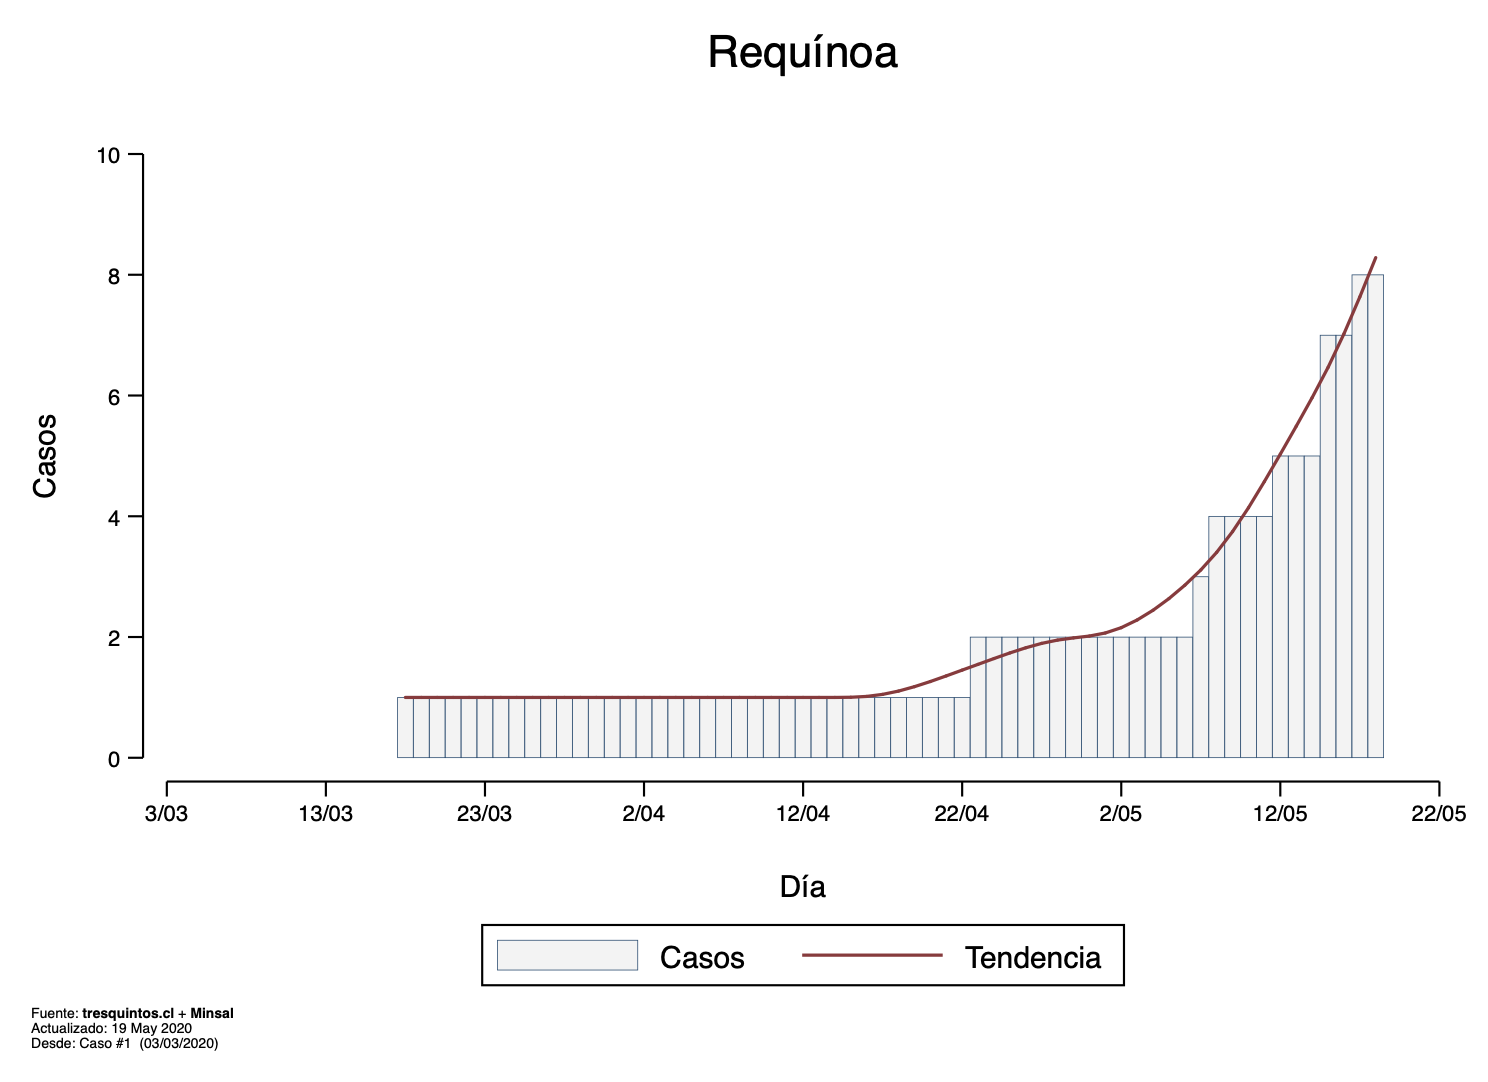 Requínoa
10
8
6
4
2
0
Casos
3/03 13/03 23/03 2/04 12/04 22/04 2/05 12/05 22/05
Día
Casos Tendencia
Fuente: tresquintos.cl + Minsal
Actualizado: 19 May 2020
Desde: Caso #1 (03/03/2020)